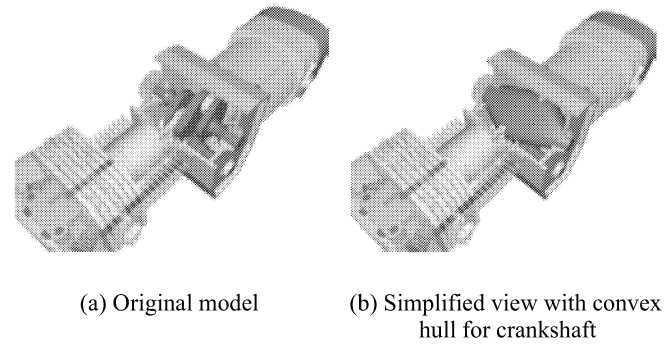 (a) Original model
(b) Simplified view with convex
hull for crankshaft